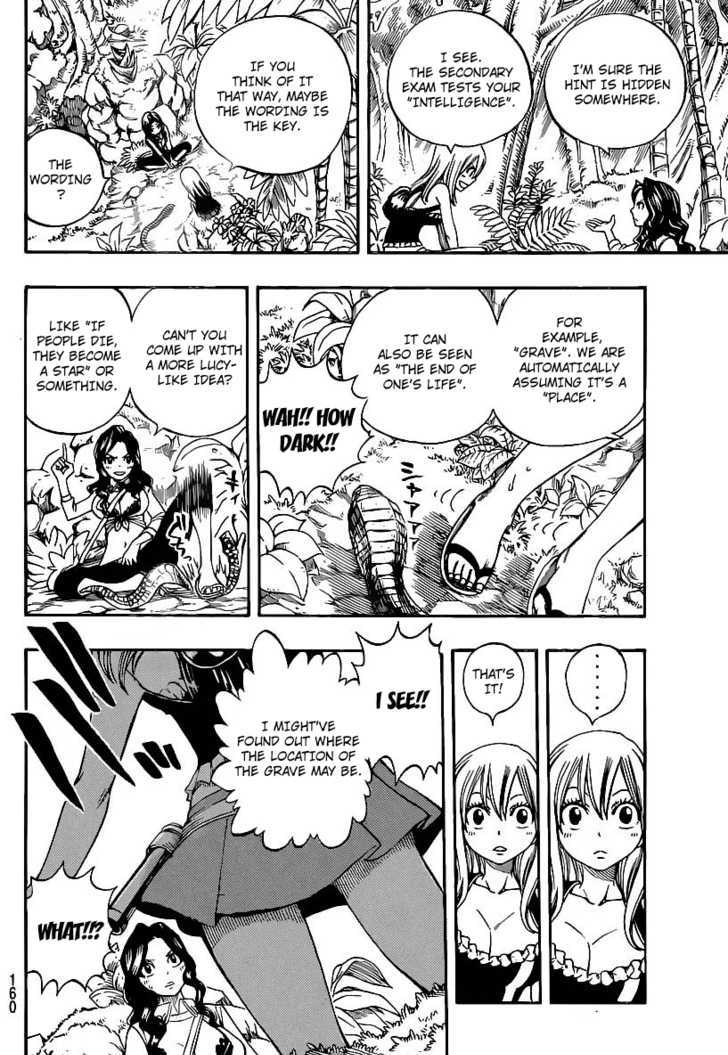 I'M SURE THE
HINT IS HIDDEN
SOMEWHERE.
I SEE.
THE SECONDARY
EXAM TESTS YOUR
"INTELLIGENCE".
IF YOU
THINK OF IT
THAT WAY, MAYBE
THE WORDING IS
THE KEY.
THE
WORDING
?
FOR
EXAMPLE,
"GRAVE". WE ARE
AUTOMATICALLY
ASSUMING IT'S A
"PLACE".
IT CAN
ALSO BE SEEN
AS "THE END OF
ONE'S LIFE".
WAH!! HOW
DARK!!
CAN'T YOU
COME UP WITH
A MORE LUCY-
LIKE IDEA?
LIKE "IF
PEOPLE DIE,
THEY BECOME
A STAR" OR
SOMETHING.
......
THAT'S
IT!
I SEE!!
I MIGHT'VE
FOUND OUT WHERE
THE LOCATION OF
THE GRAVE MAY BE.
WHAT!!?
160